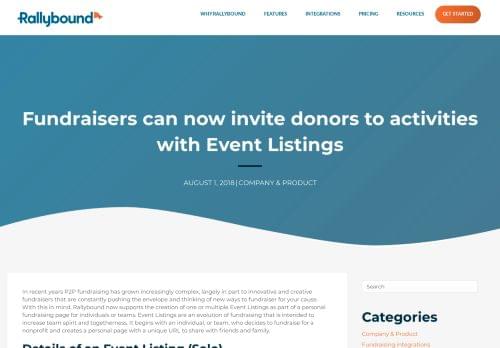 Rallybound
WHY RALLYBOUND FEATURES INTEGRATIONS PRICING RESOURCES GET STARTED
Fundraisers can now invite donors to activities
with Event Listings
AUGUST 1, 2018 | COMPANY & PRODUCT
In recent years P2P fundraising has grown increasingly complex, largely in part to innovative and creative
fundraisers that are constantly pushing the envelope and thinking of new ways to fundraiser for your cause.
With this in mind, Rallybound now supports the creation of one or multiple Event Listings as part of a personal
fundraising page for individuals or teams. Event Listings are an evolution of fundraising that is intended to
increase team spirit and togetherness. It begins with an individual, or team, who decides to fundraise for a
nonprofit and creates a personal page with a unique URL to share with friends and family.
Details of an Event Listing (Solo)
Search
Categories
Company & Product
Fundraising Integrations